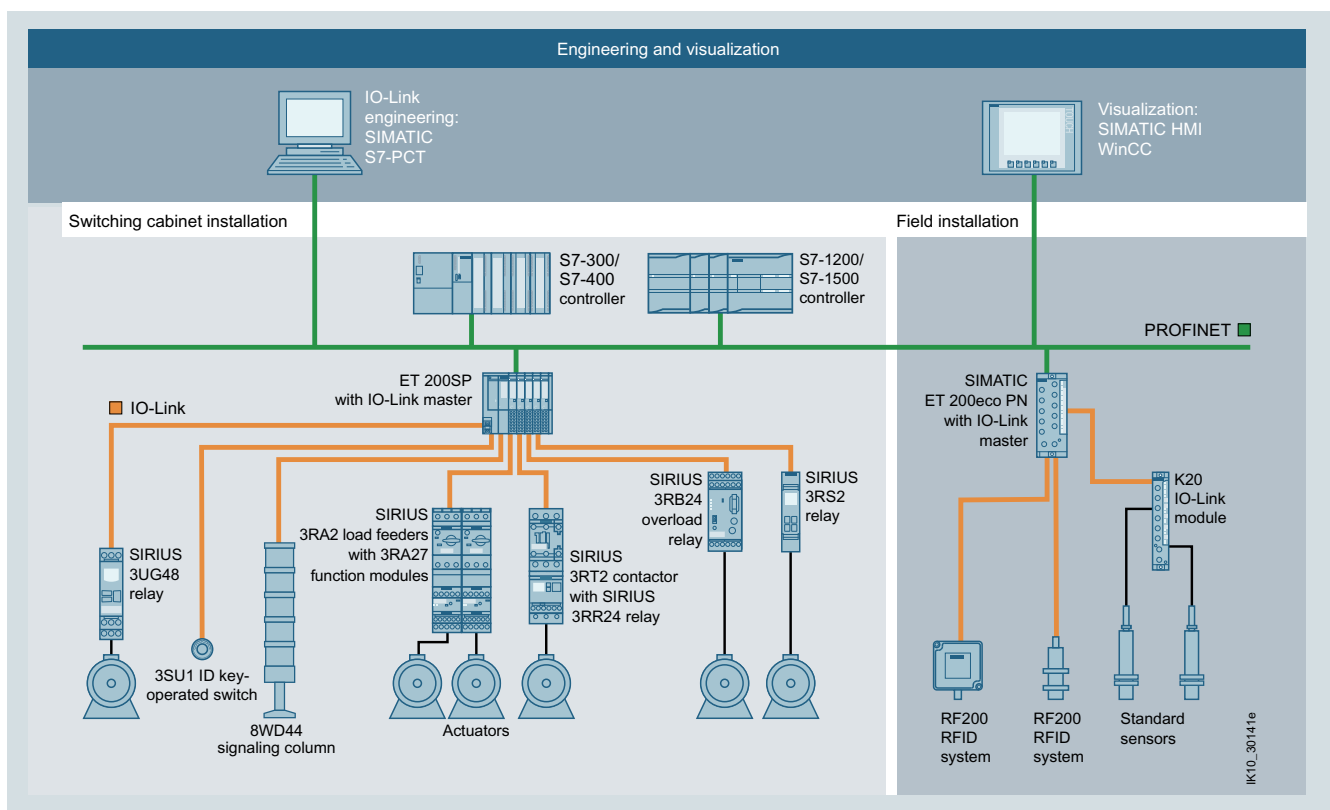 Engineering and visualization
IO-Link
engineering:
SIMATIC
S7-PCT
Visualization:
SIMATIC HMI
WinCC
Switching cabinet installation
Field installation
S7-300/
S7-400
controller
S7-1200/
S7-1500
controller
PROFINET
ET 200SP
with IO-Link master
IO-Link
SIMATIC
ET 200eco PN
with IO-Link
master
SIRIUS
3UG48
relay
3SU1 ID key-
operated switch
8WD44
signaling column
SIRIUS
3RA2 load feeders
with 3RA27
function modules
Actuators
SIRIUS
3RT2 contactor
with SIRIUS
3RR24 relay
SIRIUS
3RB24
overload
relay
SIRIUS
3RS2
relay
K20
IO-Link
module
RF200
RFID
system
RF200
RFID
system
Standard
sensors
IK10_30141e